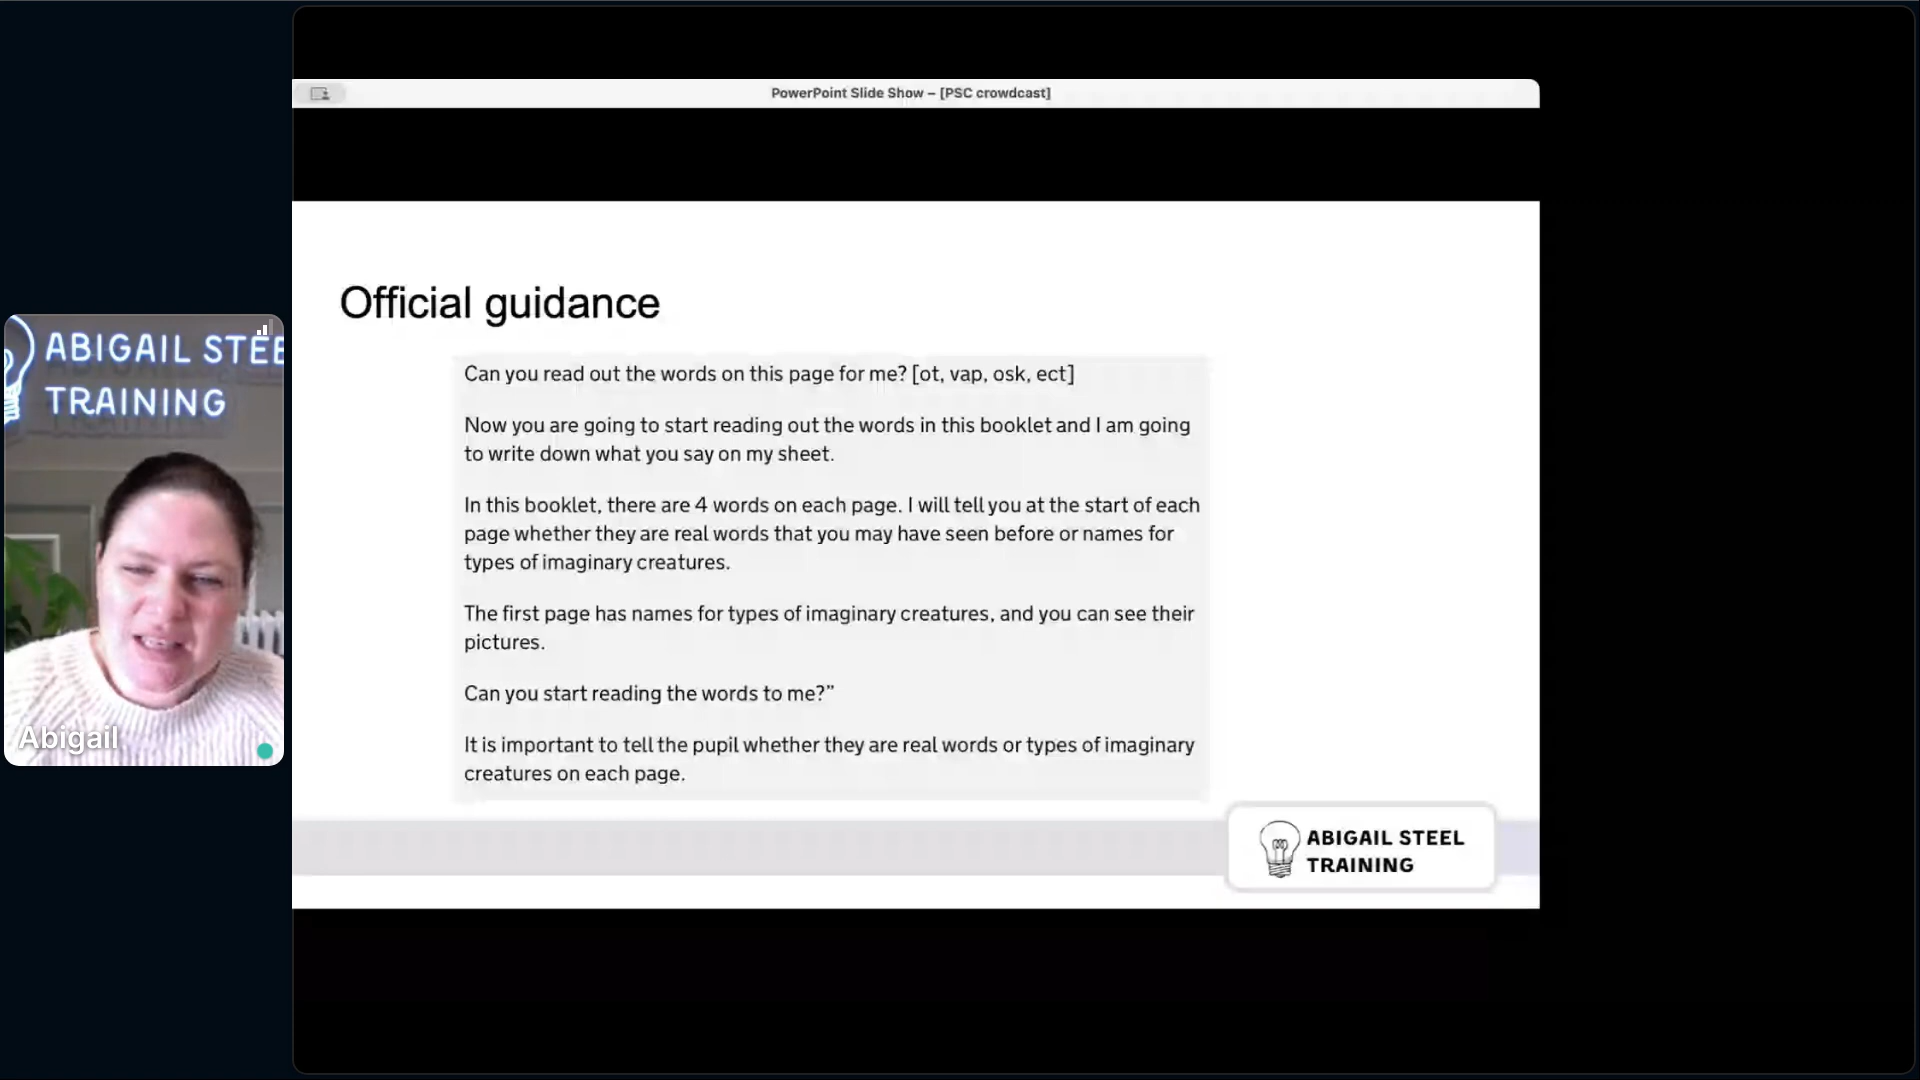 PowerPoint Slide Show – [PSC crowdcast]
ABIGAIL STEE
TRAINING
Abigail
Official guidance
Can you read out the words on this page for me? [ot, vap, osk, ect]
Now you are going to start reading out the words in this booklet and I am going
to write down what you say on my sheet.
In this booklet, there are 4 words on each page. I will tell you at the start of each
page whether they are real words that you may have seen before or names for
types of imaginary creatures.
The first page has names for types of imaginary creatures, and you can see their
pictures.
Can you start reading the words to me?”
It is important to tell the pupil whether they are real words or types of imaginary
creatures on each page.
ABIGAIL STEEL
TRAINING